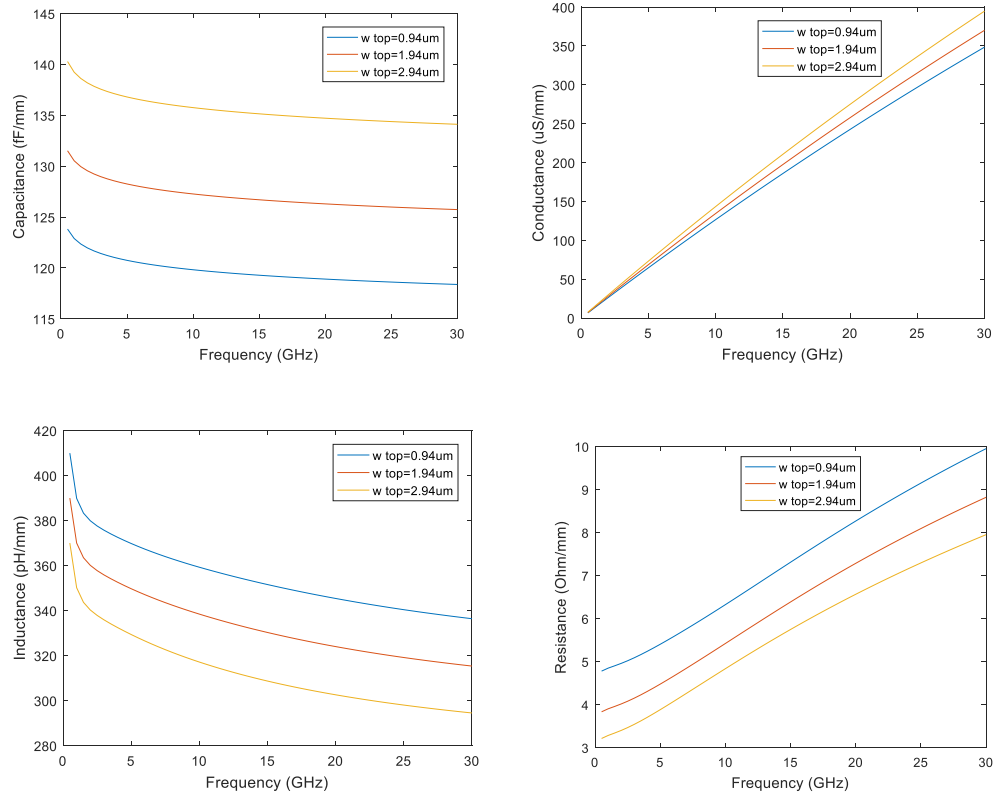 145
140
135
130
125
120
115
Capacitance (fF/mm)
w top=0.94um
w top=1.94um
w top=2.94um
0 5 10 15 20 25 30
Frequency (GHz)
400
350
300
250
200
150
100
50
0
Conductance (uS/mm)
w top=0.94um
w top=1.94um
w top=2.94um
0 5 10 15 20 25 30
Frequency (GHz)
420
400
380
360
340
320
300
280
Inductance (pH/mm)
w top=0.94um
w top=1.94um
w top=2.94um
0 5 10 15 20 25 30
Frequency (GHz)
10
9
8
7
6
5
4
3
Resistance (Ohm/mm)
w top=0.94um
w top=1.94um
w top=2.94um
0 5 10 15 20 25 30
Frequency (GHz)